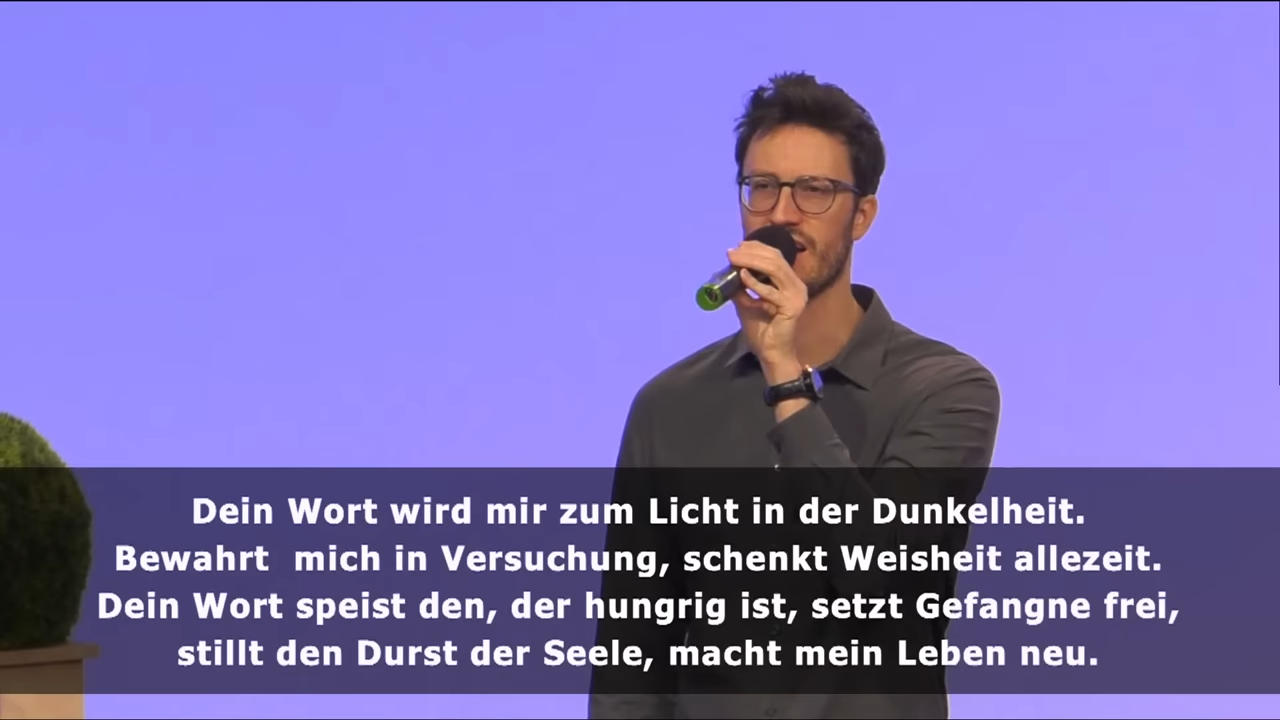 Dein Wort wird mir zum Licht in der Dunkelheit.
Bewahrt  mich in Versuchung, schenkt Weisheit allezeit.
Dein Wort speist den, der hungrig ist, setzt Gefangne frei,
stillt den Durst der Seele, macht mein Leben neu.